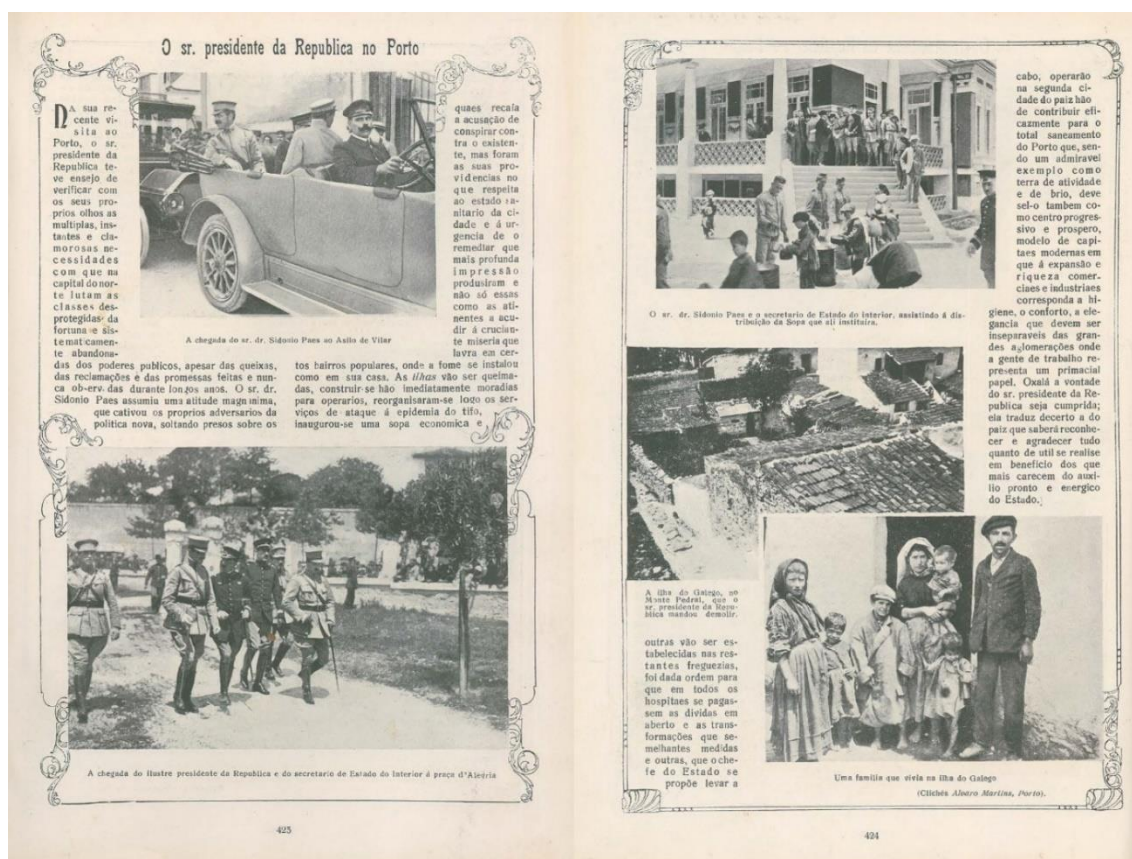 O sr. presidente da Republica no Porto
NA sua re-
cente vi-
sita ao
Porto, o sr.
presidente da
Republica te-
ve ensejo de
verificar com
os seus pro-
prios olhos as
multiplas, ins-
tantes e cla-
morosas ne-
cessidades
com que na
capital do nor-
te lutam as
classes des-
protegidas da
fortuna e sis-
tematicamen-
te abandona-
das dos poderes publicos, apesar das queixas,
das reclamações e das promessas feitas e nun-
ca observ. das durante longos anos. O sr. dr.
Sidonio Paes assumiu uma atitude magnanima,
que cativou os proprios adversarios da
politica nova, soltando presos sobre os
quaes recaia
a acusação de
conspirar con-
tra o existen-
te, mas foram
as suas pro-
videncias no
que respeita
ao estado sa-
nitario da ci-
dade e á ur-
gencia de o
remediar que
mais profunda
impressão
produsiram e
não só essas
como as ati-
nentes a acu-
dir á crucian-
te miseria que
lavra em cer-
tos bairros populares, onde a fome se instalou
como em sua casa. As ilhas vão ser queima-
das, construir-se hão imediatamente moradias
para operarios, reorganisaram-se logo os ser-
viços de ataque á epidemia do tifo,
inaugurou-se uma sopa economica e
A chegada do sr. dr. Sidonio Paes ao Asilo de Vilar
A chegada do ilustre presidente da Republica e do secretario de Estado do Interior á praça d'Alegria
423
O sr. dr. Sidonio Paes e o secretario de Estado do interior, assistindo á dis-
tribuição da Sopa que ali instituira.
A ilha do Galego, no
Monte Pedral, que o
sr. presidente da Repu-
blica mandou demolir.
outras vão ser es-
tabelecidas nas res-
tantes freguezias,
foi dada ordem para
que em todos os
hospitaes se pagas-
sem as dividas em
aberto e as trans-
formações que se-
melhantes medidas
e outras, que o che-
fe do Estado se
propõe levar a
cabo, operarão
na segunda ci-
dade do paiz hão
de contribuir efi-
cazmente para o
total saneamento
do Porto que, sen-
do um admiravel
exemplo como
terra de atividade
e de brio, deve
sel-o tambem co-
mo centro progres-
sivo e prospero,
modelo de capi-
taes modernas em
que á expansão e
riqueza comer-
ciaes e industriaes
corresponda a hi-
giene, o conforto, a ele-
gancia que devem ser
inseparaveis das gran-
des aglomerações onde
a gente de trabalho re-
presenta um primacial
papel. Oxalá a vontade
do sr. presidente da Re-
publica seja cumprida;
ela traduz decerto a do
paiz que saberá reconhe-
cer e agradecer tudo
quanto de util se realise
em beneficio dos que
mais carecem do auxi-
lio pronto e energico
do Estado.
Uma familia que vivia na ilha do Galego
(Clichés Alvaro Martins, Porto).
424